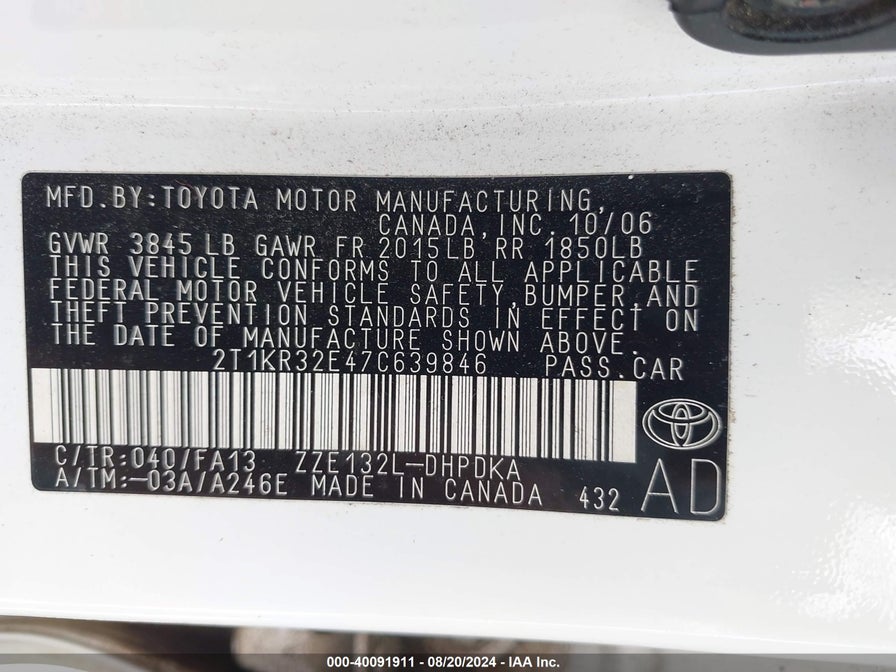 MFD.BY:TOYOTA MOTOR MANUFACTURING,
CANADA,INC. 10/06
GVWR 3845 LB GAWR FR 2015LB RR 1850LB
THIS VEHICLE CONFORMS TO ALL APPLICABLE
FEDERAL MOTOR VEHICLE SAFETY,BUMPER,AND
THEFT PREVENTION STANDARDS IN EFFECT ON
THE DATE OF MANUFACTURE SHOWN ABOVE.
2T1KR32E47C639846 PASS.CAR
C/TR:040/FA13 ZZE132L-DHPDKA
A/TM:-03A/A246E MADE IN CANADA 432 AD
000-40091911 - 08/20/2024 - IAA Inc.